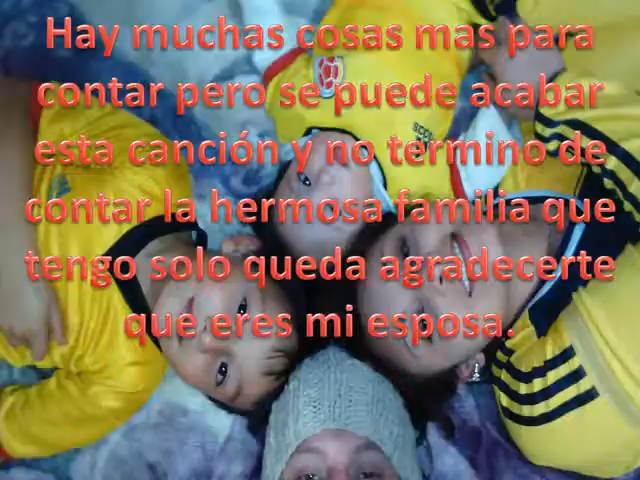 Hay muchas cosas mas para
contar pero se puede acabar
esta canción y no termino de
contar la hermosa familia que
tengo solo queda agradecerte
que eres mi esposa.